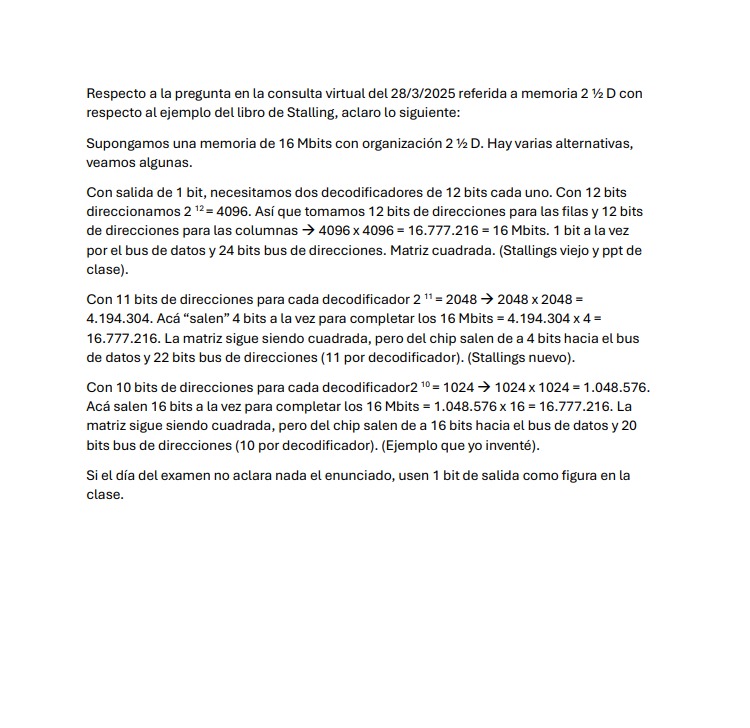 Respecto a la pregunta en la consulta virtual del 28/3/2025 referida a memoria 2 ½ D con
respecto al ejemplo del libro de Stalling, aclaro lo siguiente:
Supongamos una memoria de 16 Mbits con organización 2 ½ D. Hay varias alternativas,
veamos algunas.
Con salida de 1 bit, necesitamos dos decodificadores de 12 bits cada uno. Con 12 bits
direccionamos 2 ¹² = 4096. Así que tomamos 12 bits de direcciones para las filas y 12 bits
de direcciones para las columnas → 4096 x 4096 = 16.777.216 = 16 Mbits. 1 bit a la vez
por el bus de datos y 24 bits bus de direcciones. Matriz cuadrada. (Stallings viejo y ppt de
clase).
Con 11 bits de direcciones para cada decodificador 2 ¹¹ = 2048 → 2048 x 2048 =
4.194.304. Acá “salen” 4 bits a la vez para completar los 16 Mbits = 4.194.304 x 4 =
16.777.216. La matriz sigue siendo cuadrada, pero del chip salen de a 4 bits hacia el bus
de datos y 22 bits bus de direcciones (11 por decodificador). (Stallings nuevo).
Con 10 bits de direcciones para cada decodificador2 ¹⁰ = 1024 → 1024 x 1024 = 1.048.576.
Acá salen 16 bits a la vez para completar los 16 Mbits = 1.048.576 x 16 = 16.777.216. La
matriz sigue siendo cuadrada, pero del chip salen de a 16 bits hacia el bus de datos y 20
bits bus de direcciones (10 por decodificador). (Ejemplo que yo inventé).
Si el día del examen no aclara nada el enunciado, usen 1 bit de salida como figura en la
clase.